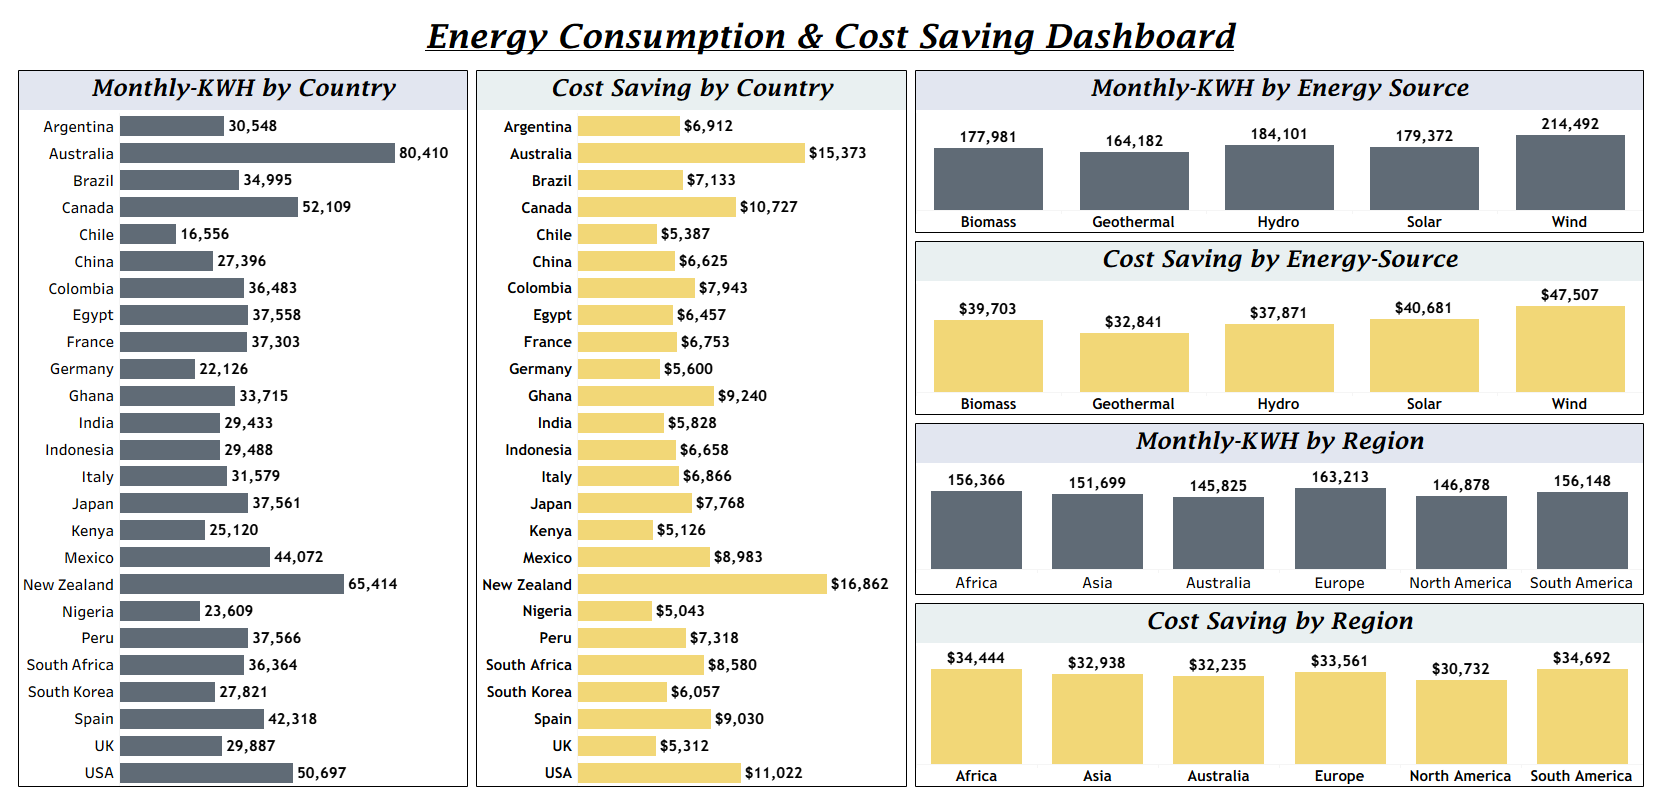 Energy Consumption & Cost Saving Dashboard
Monthly-KWH by Country
Argentina 30,548
Australia 80,410
Brazil 34,995
Canada 52,109
Chile 16,556
China 27,396
Colombia 36,483
Egypt 37,558
France 37,303
Germany 22,126
Ghana 33,715
India 29,433
Indonesia 29,488
Italy 31,579
Japan 37,561
Kenya 25,120
Mexico 44,072
New Zealand 65,414
Nigeria 23,609
Peru 37,566
South Africa 36,364
South Korea 27,821
Spain 42,318
UK 29,887
USA 50,697
Cost Saving by Country
Argentina $6,912
Australia $15,373
Brazil $7,133
Canada $10,727
Chile $5,387
China $6,625
Colombia $7,943
Egypt $6,457
France $6,753
Germany $5,600
Ghana $9,240
India $5,828
Indonesia $6,658
Italy $6,866
Japan $7,768
Kenya $5,126
Mexico $8,983
New Zealand $16,862
Nigeria $5,043
Peru $7,318
South Africa $8,580
South Korea $6,057
Spain $9,030
UK $5,312
USA $11,022
Monthly-KWH by Energy Source
177,981 164,182 184,101 179,372 214,492
Biomass Geothermal Hydro Solar Wind
Cost Saving by Energy-Source
$39,703 $32,841 $37,871 $40,681 $47,507
Biomass Geothermal Hydro Solar Wind
Monthly-KWH by Region
156,366 151,699 145,825 163,213 146,878 156,148
Africa Asia Australia Europe North America South America
Cost Saving by Region
$34,444 $32,938 $32,235 $33,561 $30,732 $34,692
Africa Asia Australia Europe North America South America